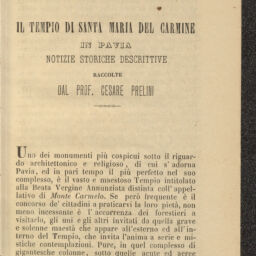 IL TEMPIO DI SANTA MARIA DEL CARMINE
IN PAVIA
NOTIZIE STORICHE DESCRITTIVE
RACCOLTE
DAL PROF. CESARE PRELINI
Uno dei monumenti più cospicui sotto il riguar-
do architettonico e religioso, di cui s'adorna
Pavia, ed in pari tempo il più perfetto nel suo
complesso, è il vasto e maestoso Tempio intitolato
alla Beata Vergine Annunziata distinta coll'appel-
lativo di Monte Carmelo. Se però frequente è il
concorso de' cittadini a praticarvi la loro pietà, non
meno incessante è l'accorrenza dei forestieri a
visitarlo, gli uni e gli altri invitati da quella grave
e solenne maestà che appare all'esterno ed all'in-
terno del Tempio, che invita l'animo a serie e mi-
stiche contemplazioni. Pure, in quel complesso di
gigantesche colonne, sotto quelle acute ed aeree